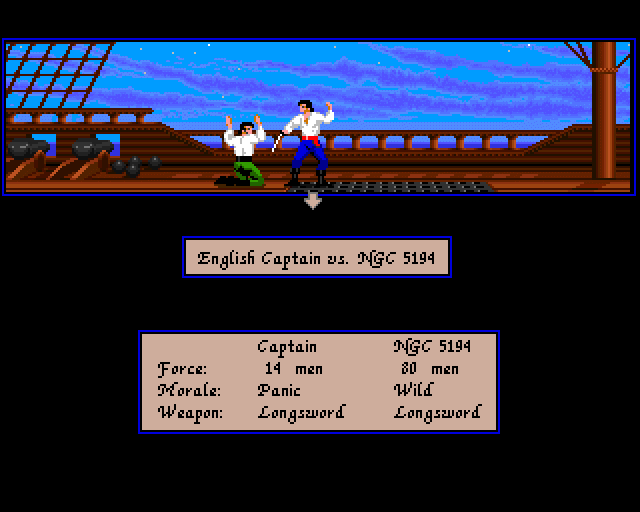 English Captain vs. NGC 5194
Captain NGC 5194
Force: 14 men 80 men
Morale: Panic Wild
Weapon: Longsword Longsword